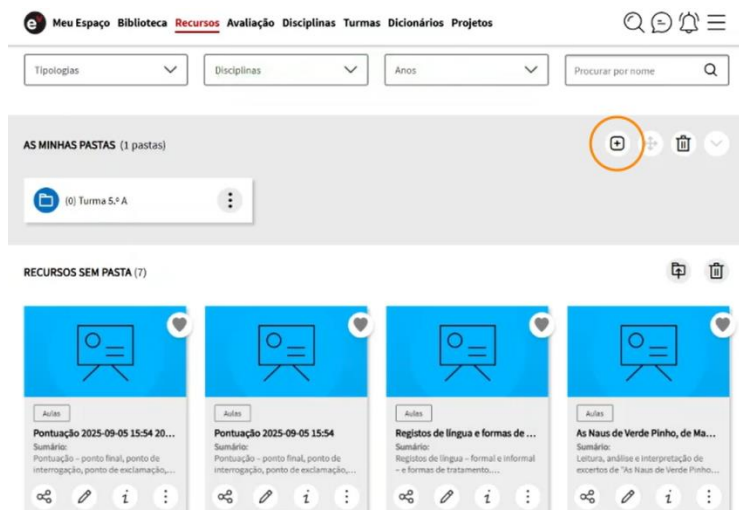 e Meu Espaço Biblioteca Recursos Avaliação Disciplinas Turmas Dicionários Projetos
Tipologias Disciplinas Anos Procurar por nome
AS MINHAS PASTAS (1 pastas)
(0) Turma 5.º A
RECURSOS SEM PASTA (7)
Aulas Aulas Aulas Aulas
Pontuação 2025-09-05 15:54 20... Pontuação 2025-09-05 15:54 Registos de língua e formas de ... As Naus de Verde Pinho, de Ma...
Sumário: Sumário: Sumário: Sumário:
Pontuação – ponto final, ponto de Pontuação – ponto final, ponto de Registos de língua – formal e informal Leitura, análise e interpretação de
interrogação, ponto de exclamação,... interrogação, ponto de exclamação,... – e formas de tratamento.... excertos de "As Naus de Verde Pinho...